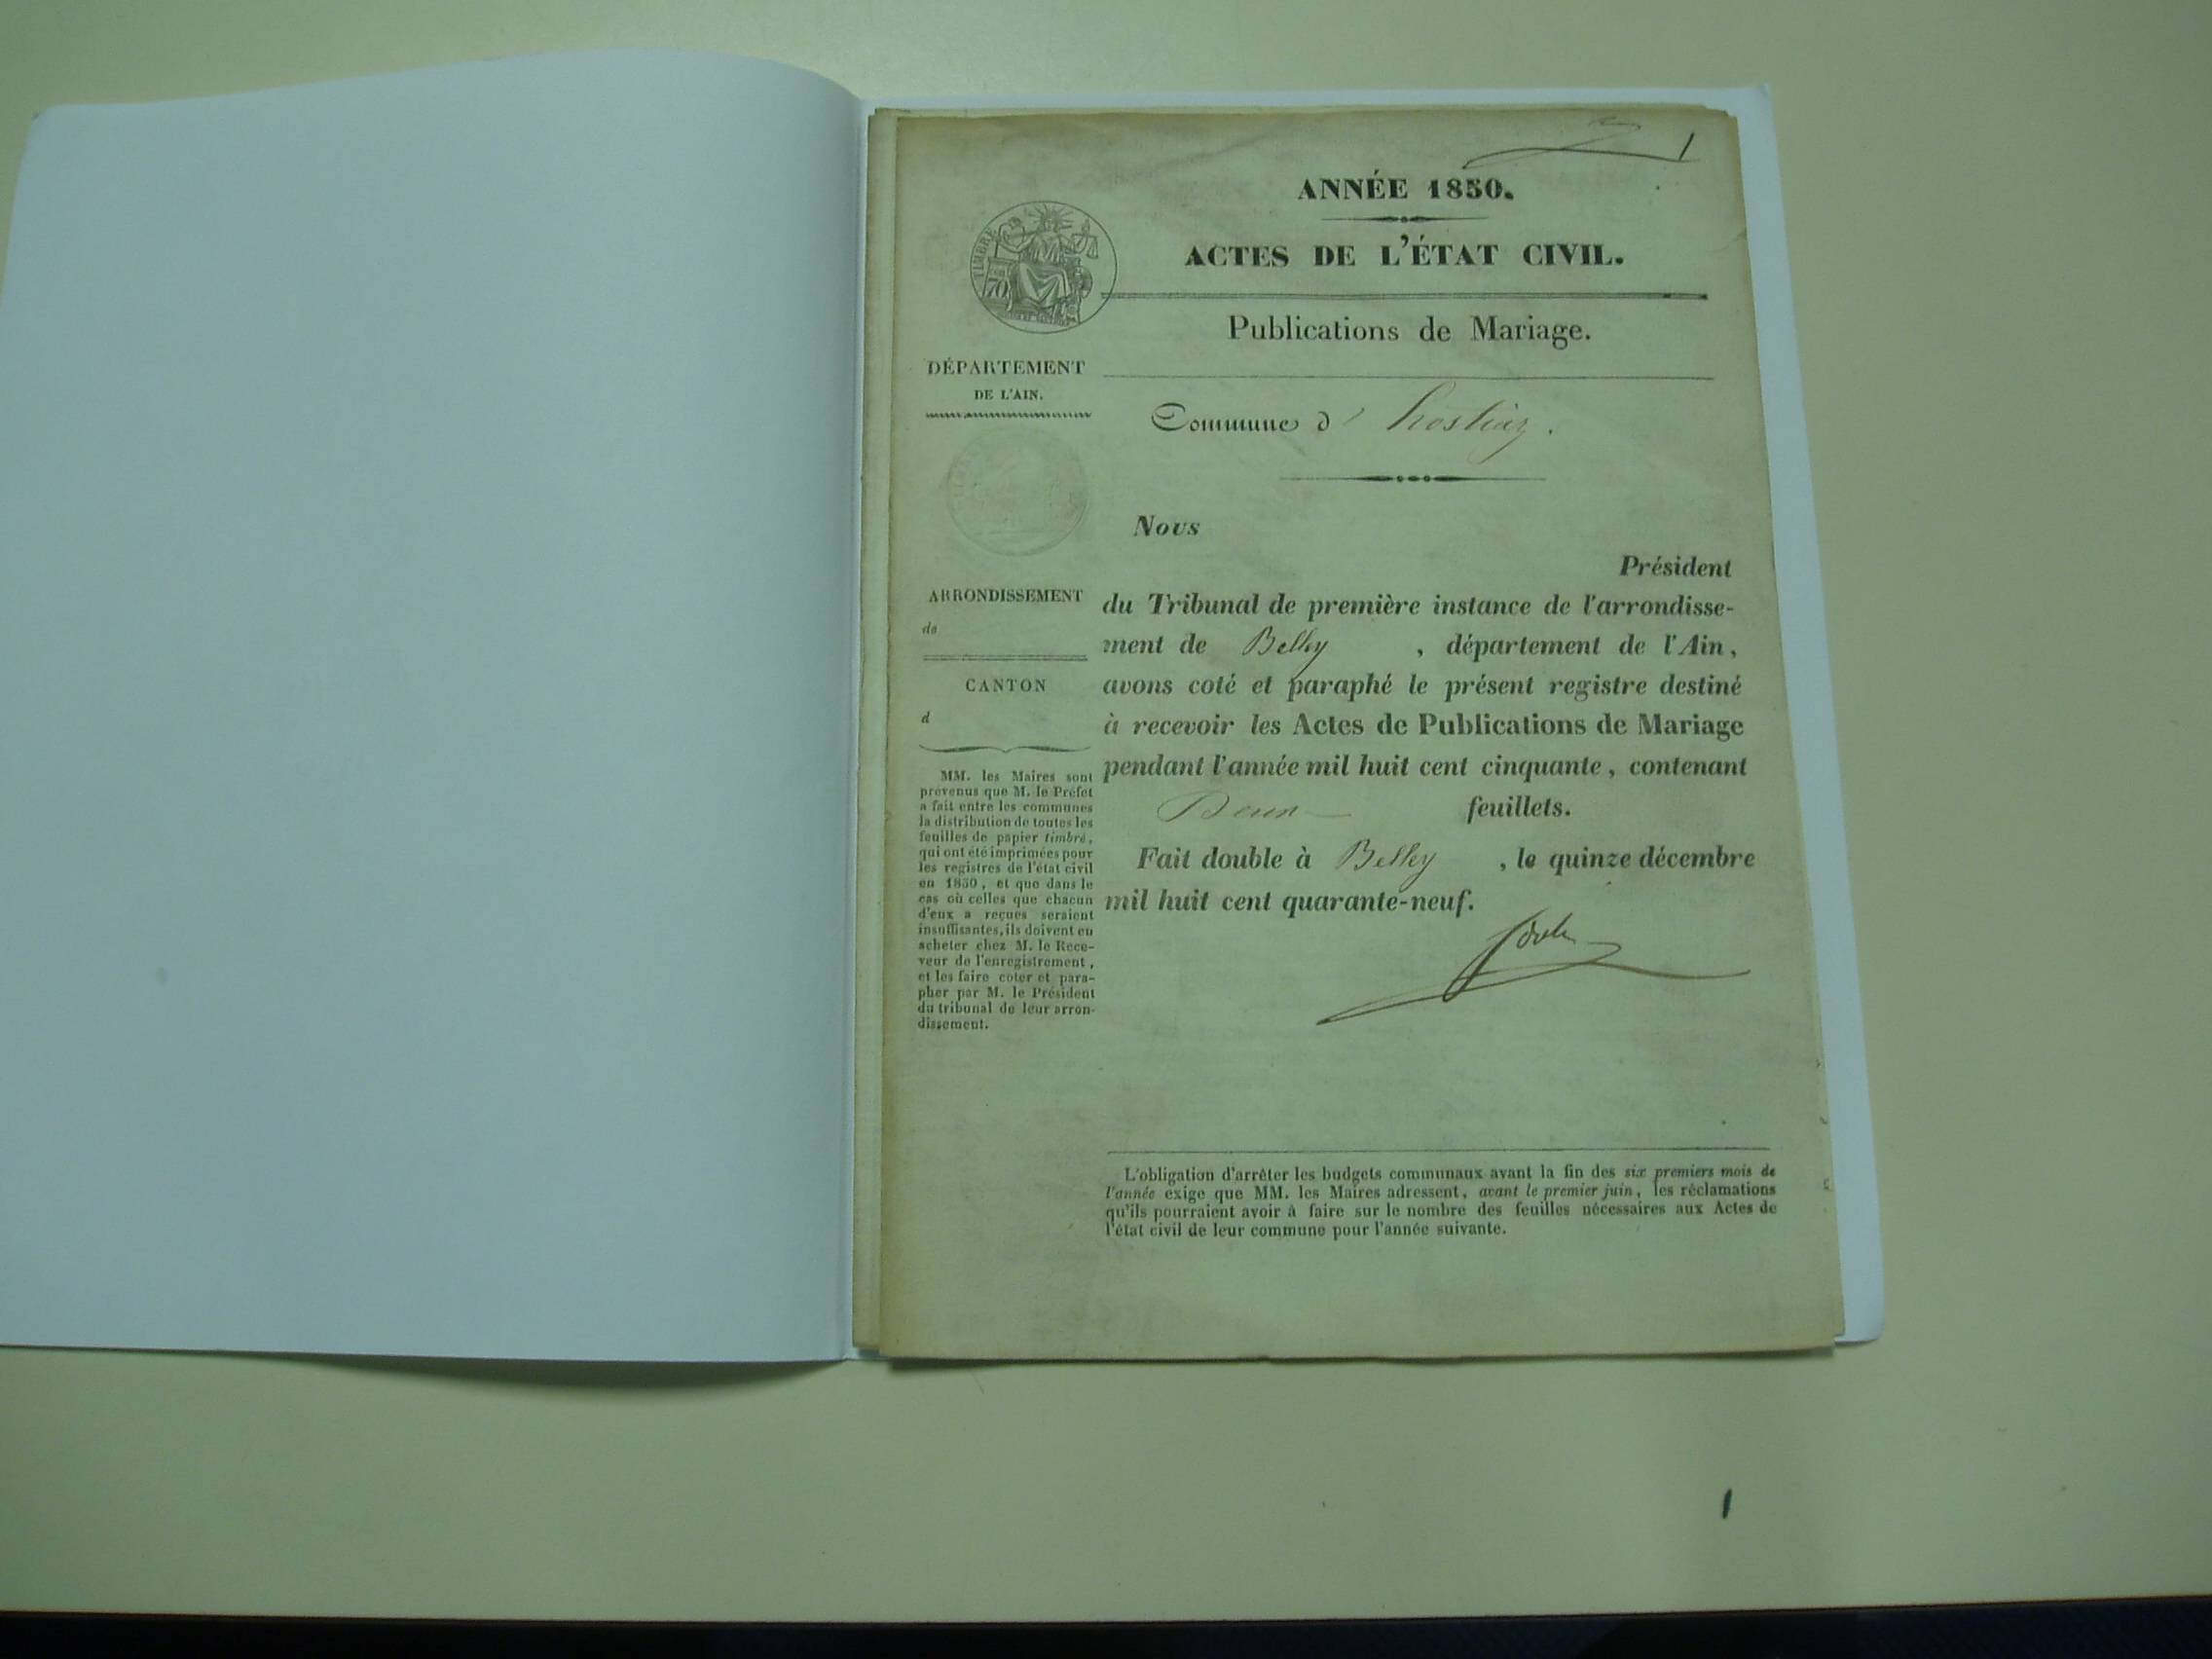 1
ANNÉE 1850.
ACTES DE L'ÉTAT CIVIL.
TIMBRE
70
Publications de Mariage.
DÉPARTEMENT
DE L'AIN.
Commune d' hostiaz.
Nous
Président
du Tribunal de première instance de l'arrondisse-
ment de Belley , département de l'Ain,
avons coté et paraphé le présent registre destiné
à recevoir les Actes de Publications de Mariage
pendant l'année mil huit cent cinquante, contenant
Deux feuillets.
Fait double à Belley , le quinze décembre
mil huit cent quarante-neuf.
ARRONDISSEMENT
de
CANTON
d
MM. les Maires sont
prévenus que M. le Préfet
a fait entre les communes
la distribution de toutes les
feuilles de papier timbré,
qui ont été imprimées pour
les registres de l'état civil
en 1850, et que dans le
cas où celles que chacun
d'eux a reçues seraient
insuffisantes, ils doivent en
acheter chez M. le Rece-
veur de l'enregistrement,
et les faire coter et para-
pher par M. le Président
du tribunal de leur arron-
dissement.
L'obligation d'arrêter les budgets communaux avant la fin des six premiers mois de
l'année exige que MM. les Maires adressent, avant le premier juin, les réclamations
qu'ils pourraient avoir à faire sur le nombre des feuilles nécessaires aux Actes de
l'état civil de leur commune pour l'année suivante.
1